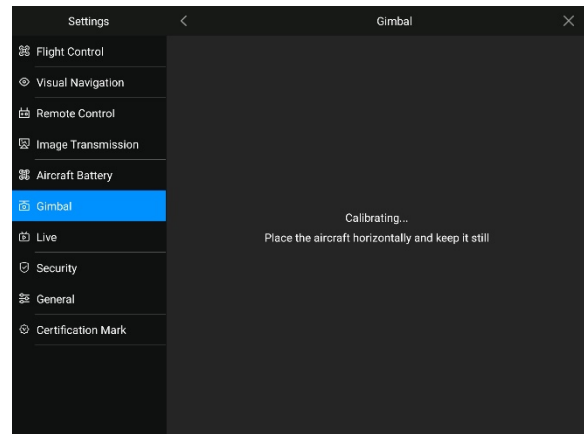 Settings
Gimbal
Flight Control
Visual Navigation
Remote Control
Image Transmission
Aircraft Battery
Gimbal
Live
Security
General
Certification Mark
Calibrating...
Place the aircraft horizontally and keep it still